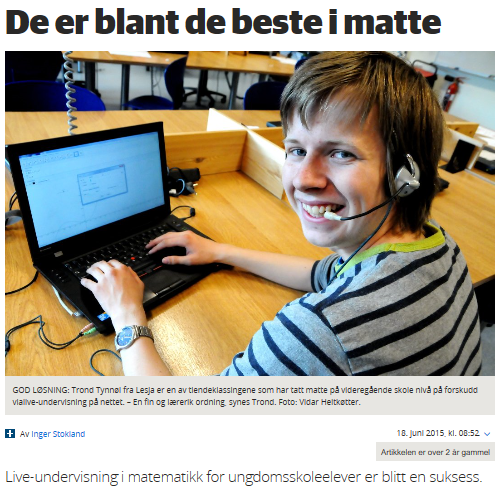 De er blant de beste i matte
GOD LØSNING: Trond Tynnøl fra Lesja er en av tiendeklassingene som har tatt matte på videregående skole nivå på forskudd
vialive-undervisning på nettet. – En fin og lærerik ordning, synes Trond. Foto: Vidar Heitkøtter.
Av Inger Stokland
18. juni 2015, kl. 08:52
Artikkelen er over 2 år gammel
Live-undervisning i matematikk for ungdomsskoleelever er blitt en suksess.